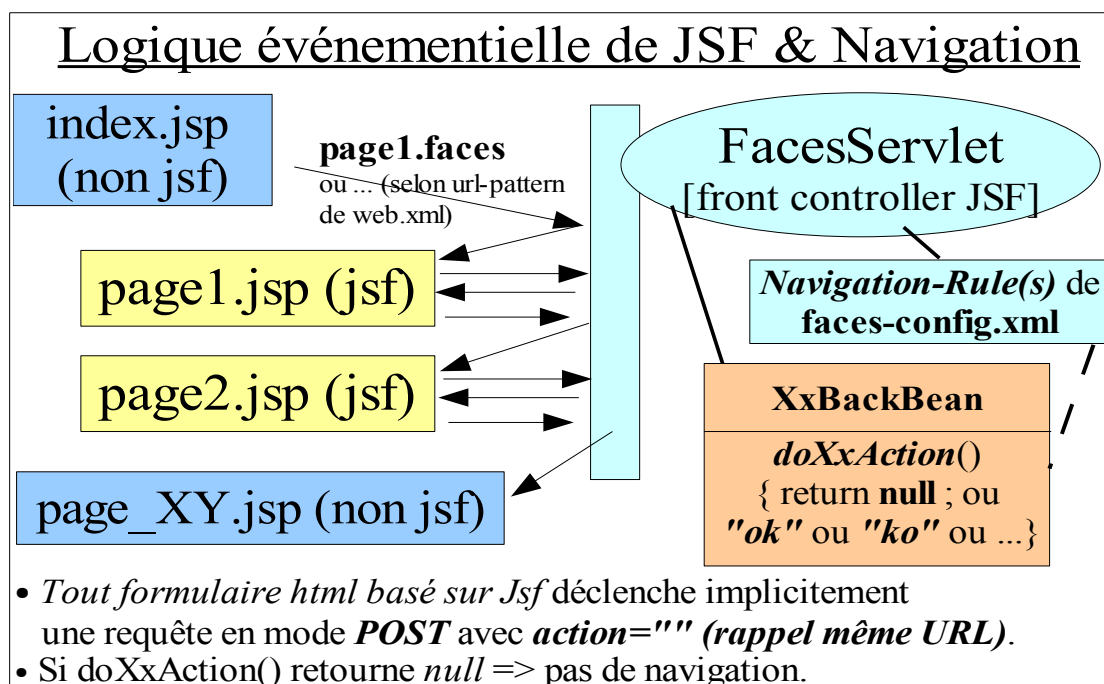 Logique événementielle de JSF & Navigation
index.jsp
(non jsf)
page1.faces
ou ... (selon url-pattern
de web.xml)
FacesServlet
[front controller JSF]
page1.jsp (jsf)
Navigation-Rule(s) de
faces-config.xml
page2.jsp (jsf)
XxBackBean
doXxAction()
{ return null ; ou
"ok" ou "ko" ou ...}
page_XY.jsp (non jsf)
• Tout formulaire html basé sur Jsf déclenche implicitement
une requête en mode POST avec action="" (rappel même URL).
• Si doXxAction() retourne null => pas de navigation.